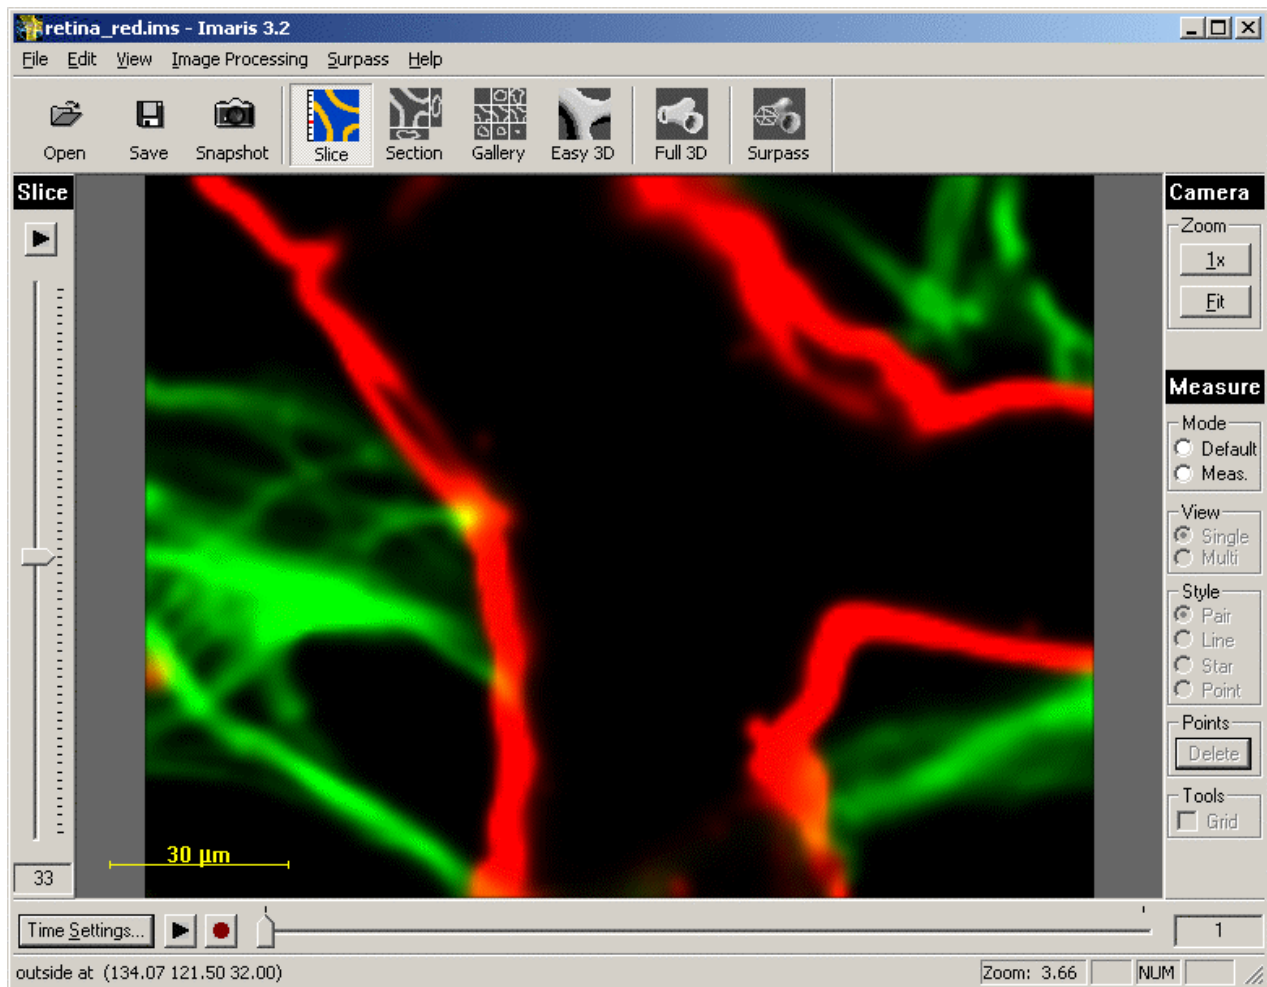 retina_red.ims - Imaris 3.2
File Edit View Image Processing Surpass Help
Open Save Snapshot Slice Section Gallery Easy 3D Full 3D Surpass
Slice
33
30 µm
Camera
Zoom
1x
Fit
Measure
Mode
Default
Meas.
View
Single
Multi
Style
Pair
Line
Star
Point
Points
Delete
Tools
Grid
Time Settings... 1
outside at (134.07 121.50 32.00) Zoom: 3.66 NUM